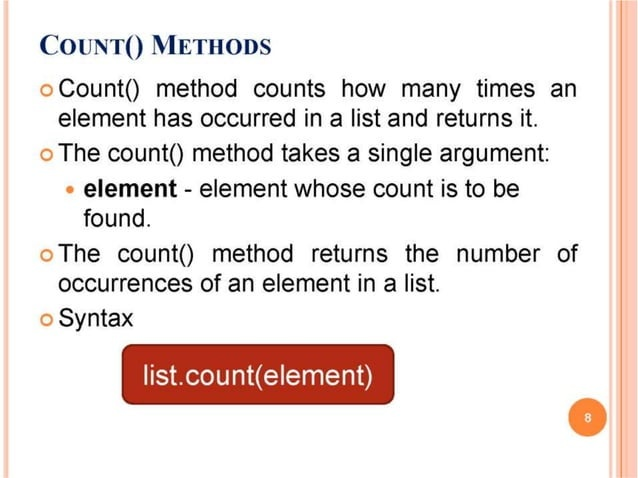 COUNT() METHODS
Count() method counts how many times an
element has occurred in a list and returns it.
The count() method takes a single argument:
element - element whose count is to be
found.
The count() method returns the number of
occurrences of an element in a list.
Syntax
list.count(element)
8